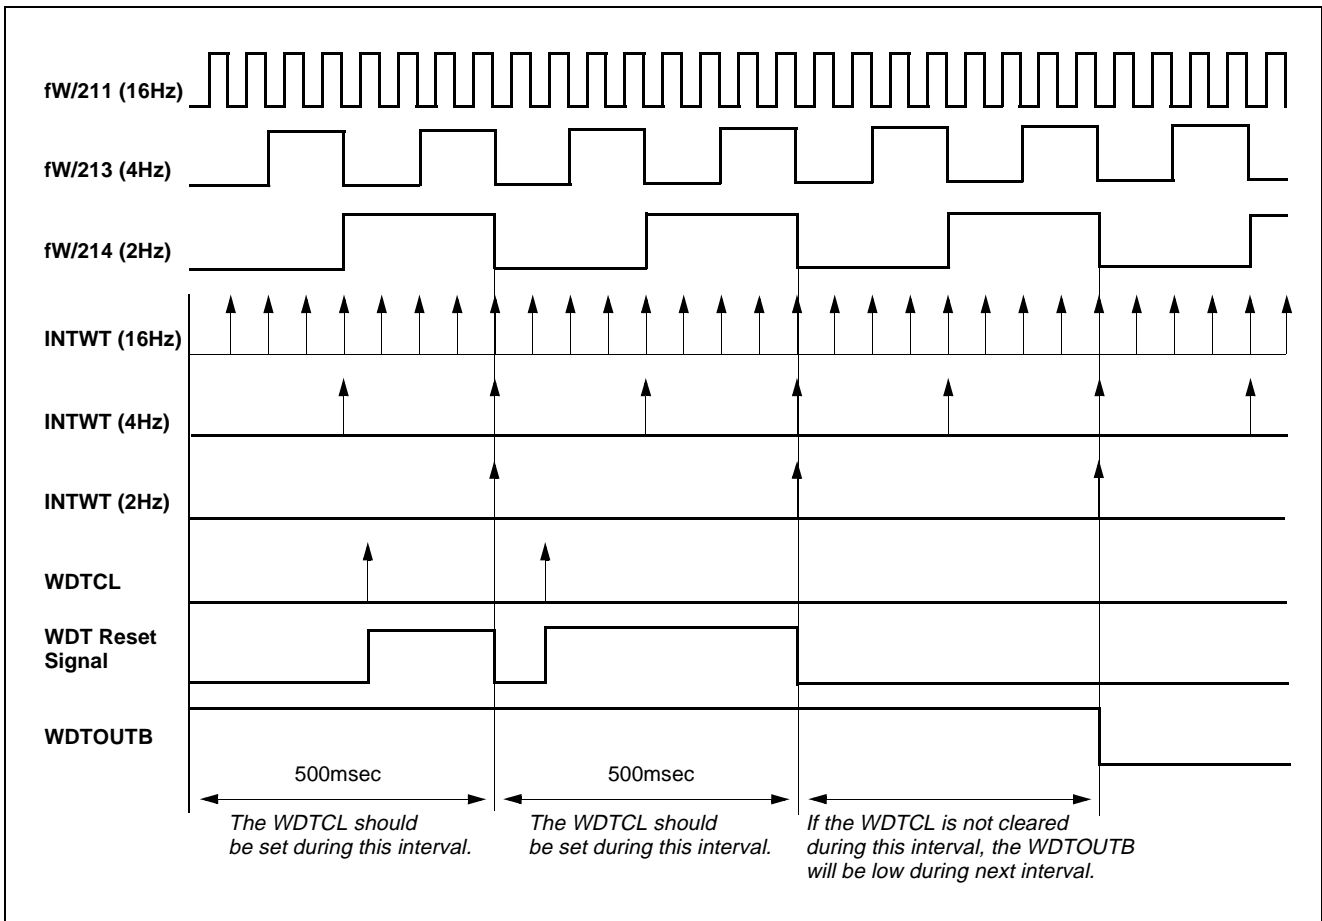 fW/211 (16Hz)
fW/213 (4Hz)
fW/214 (2Hz)
INTWT (16Hz)
INTWT (4Hz)
INTWT (2Hz)
WDTCL
WDT Reset
Signal
WDTOUTB
500msec
500msec
The WDTCL should
be set during this interval.
The WDTCL should
be set during this interval.
If the WDTCL is not cleared
during this interval, the WDTOUTB
will be low during next interval.